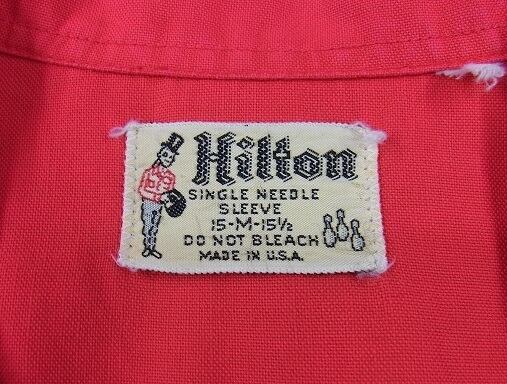 Hilton
SINGLE NEEDLE
SLEEVE
15-M-15½
DO NOT BLEACH
MADE IN U.S.A.